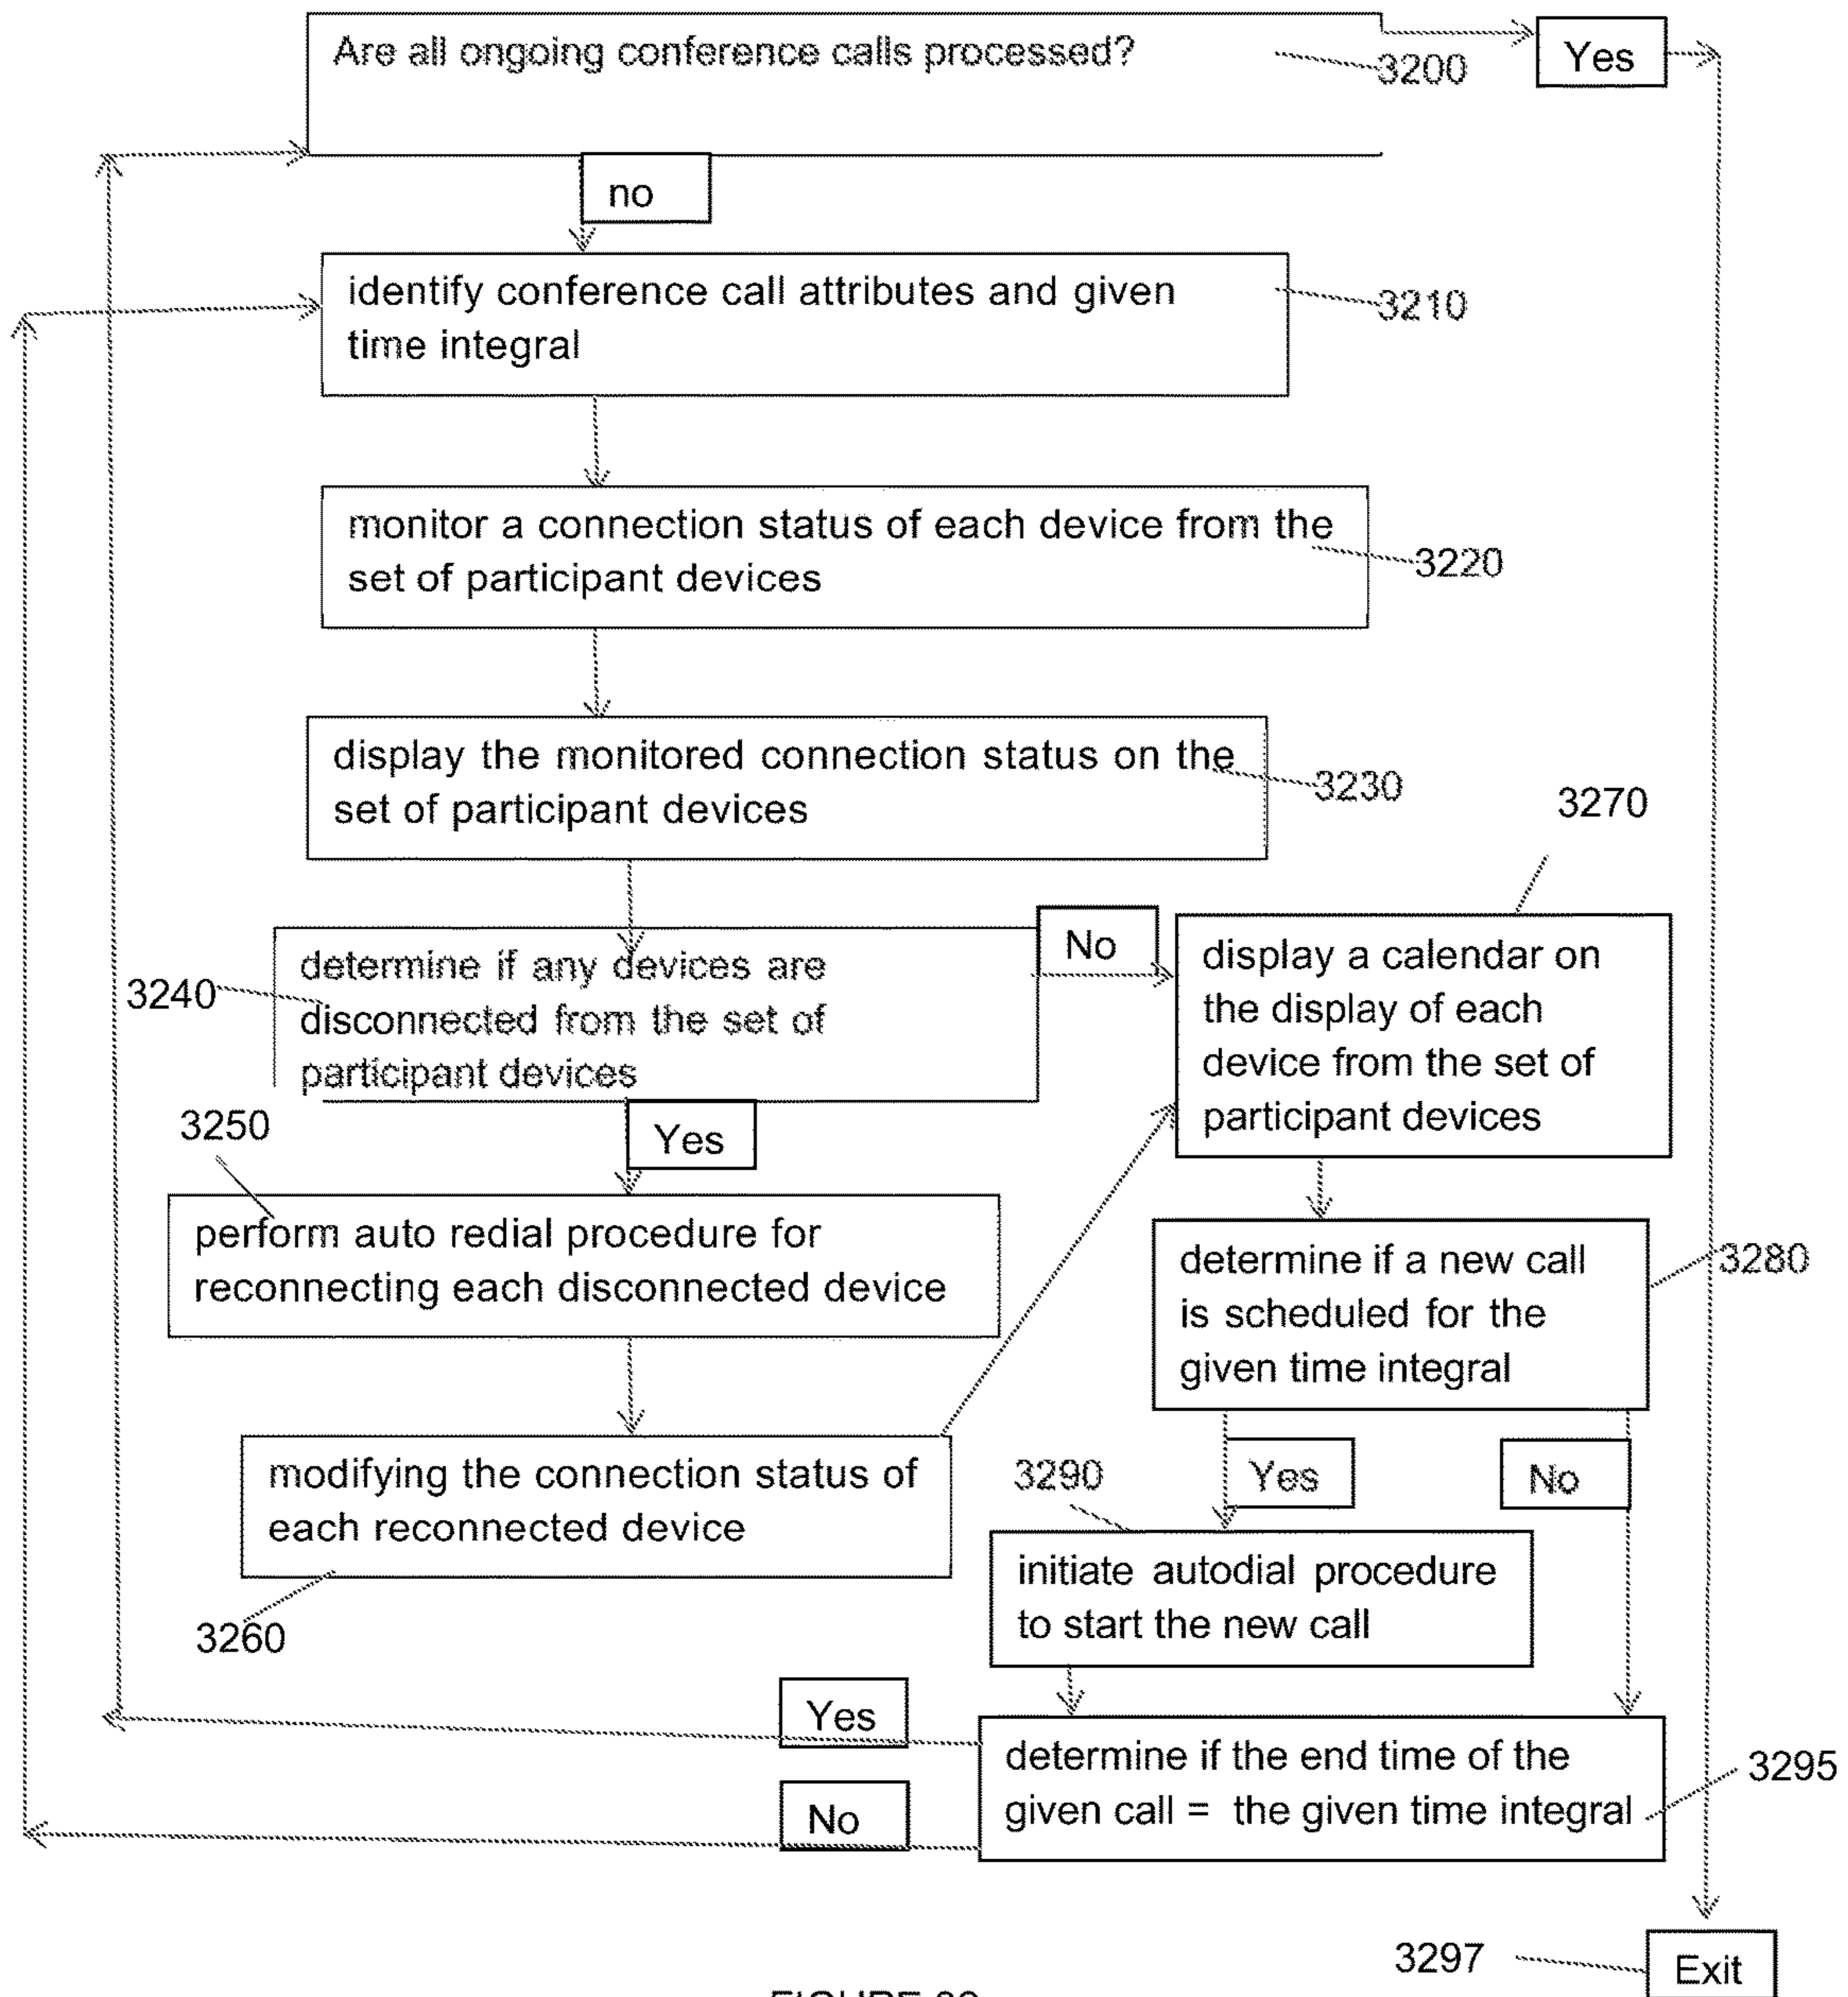 Are all ongoing conference calls processed?
3200
Yes
no
identify conference call attributes and given
time integral
3210
monitor a connection status of each device from the
set of participant devices
3220
display the monitored connection status on the
set of participant devices
3230
3270
determine if any devices are
disconnected from the set of
participant devices
3240
No
display a calendar on
the display of each
device from the set of
participant devices
3250
Yes
perform auto redial procedure for
reconnecting each disconnected device
determine if a new call
is scheduled for the
given time integral
3280
modifying the connection status of
each reconnected device
3260
3290
Yes
No
initiate autodial procedure
to start the new call
Yes
determine if the end time of the
given call = the given time integral
3295
No
3297
Exit